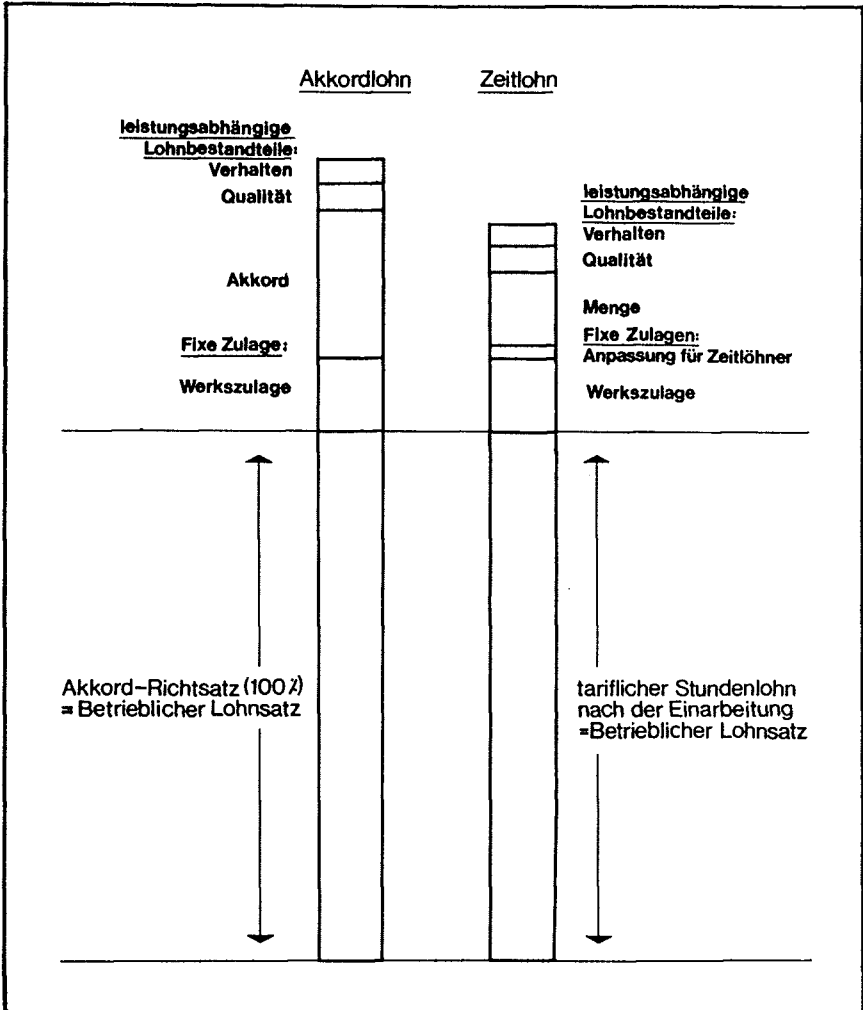 Akkordlohn
Zeitlohn
leistungsabhängige
Lohnbestandteile:
Verhalten
Qualität
Akkord
Fixe Zulage:
Werkszulage
leistungsabhängige
Lohnbestandteile:
Verhalten
Qualität
Menge
Fixe Zulagen:
Anpassung für Zeitlöhner
Werkszulage
Akkord-Richtsatz (100%)
= Betrieblicher Lohnsatz
tariflicher Stundenlohn
nach der Einarbeitung
=Betrieblicher Lohnsatz